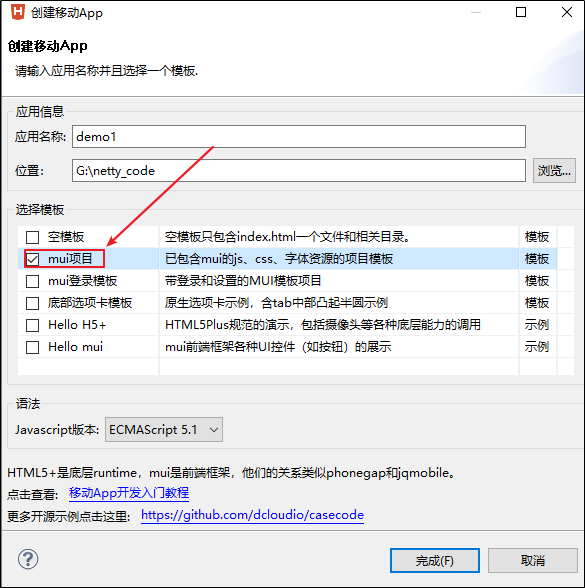 创建移动App
创建移动App
请输入应用名称并且选择一个模板.
应用信息
应用名称: demo1
位置: G:\netty_code 浏览...
选择模板
空模板 空模板只包含index.html一个文件和相关目录。 模板
mui项目 已包含mui的js、css、字体资源的项目模板 模板
mui登录模板 带登录和设置的MUI模板项目 模板
底部选项卡模板 原生选项卡示例，含tab中部凸起半圆示例 模板
Hello H5+ HTML5Plus规范的演示，包括摄像头等各种底层能力的调用 示例
Hello mui mui前端框架各种UI控件（如按钮）的展示 示例
语法
Javascript版本: ECMAScript 5.1
HTML5+是底层runtime，mui是前端框架，他们的关系类似phonegap和jqmobile。
点击查看: 移动App开发入门教程
更多开源示例点击这里: https://github.com/dcloudio/casecode
? 完成(F) 取消